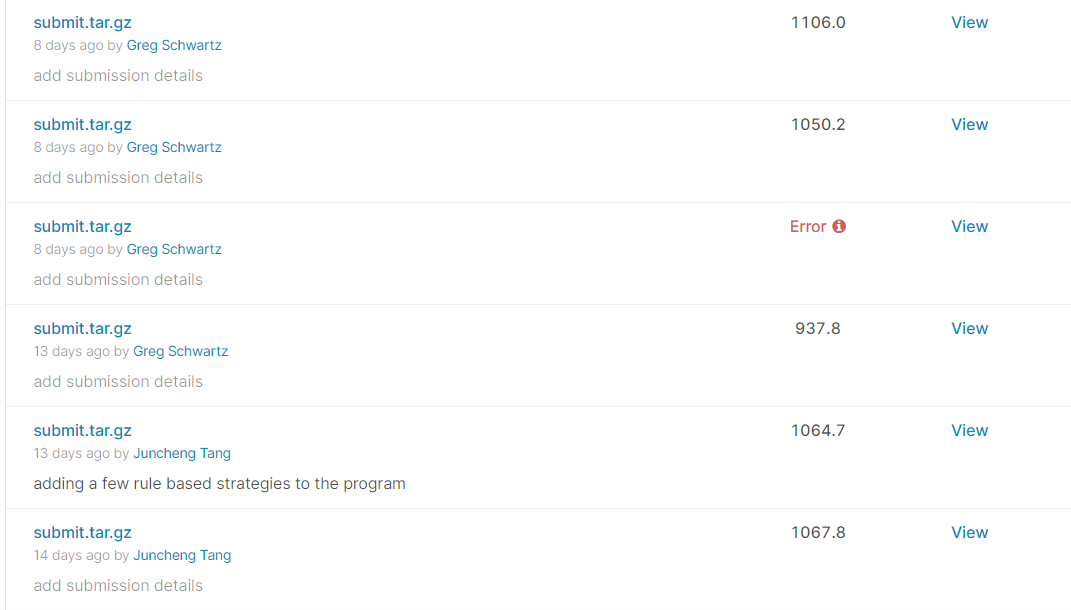 submit.tar.gz 1106.0 View
8 days ago by Greg Schwartz
add submission details
submit.tar.gz 1050.2 View
8 days ago by Greg Schwartz
add submission details
submit.tar.gz Error View
8 days ago by Greg Schwartz
add submission details
submit.tar.gz 937.8 View
13 days ago by Greg Schwartz
add submission details
submit.tar.gz 1064.7 View
13 days ago by Juncheng Tang
adding a few rule based strategies to the program
submit.tar.gz 1067.8 View
14 days ago by Juncheng Tang
add submission details